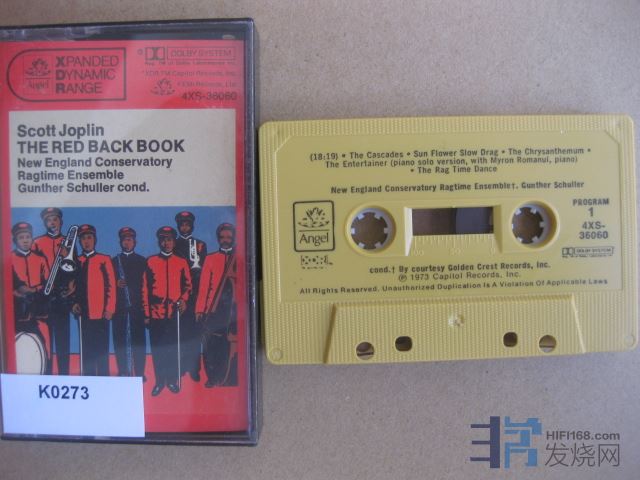 Angel
XPANDED
DYNAMIC
RANGE
DOLBY SYSTEM
4XS-36060
Scott Joplin
THE RED BACK BOOK
New England Conservatory
Ragtime Ensemble
Gunther Schuller cond.
K0273
(18:19) • The Cascades • Sun Flower Slow Drag • The Chrysanthemum •
The Entertainer (piano solo version, with Myron Romanul, piano)
• The Rag Time Dance
New England Conservatory Ragtime Ensemble†, Gunther Schuller
PROGRAM
1
4XS-
36060
Angel
DOLBY SYSTEM
XDR
cond.† By courtesy Golden Crest Records, Inc.
Ⓟ 1973 Capitol Records, Inc.
All Rights Reserved. Unauthorized Duplication Is A Violation Of Applicable Laws
HIFI168.com
发烧网